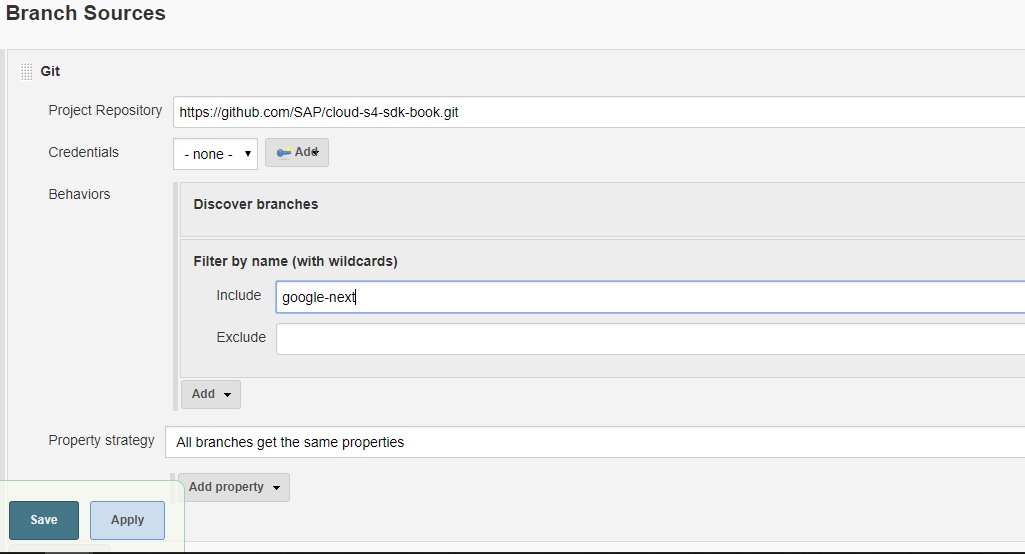 Branch Sources
Git
Project Repository https://github.com/SAP/cloud-s4-sdk-book.git
Credentials - none - Add
Behaviors
Discover branches
Filter by name (with wildcards)
Include google-next
Exclude
Add
Property strategy All branches get the same properties
Add property
Save Apply